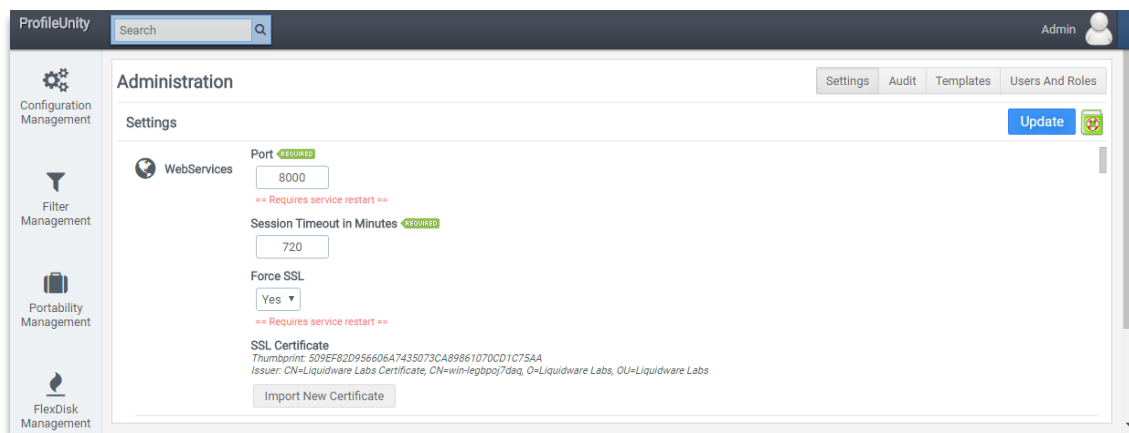 ProfileUnity
Search
Admin
Configuration
Management
Filter
Management
Portability
Management
FlexDisk
Management
Administration
Settings Audit Templates Users And Roles
Settings
Update
WebServices
Port REQUIRED
8000
== Requires service restart ==
Session Timeout in Minutes REQUIRED
720
Force SSL
Yes
== Requires service restart ==
SSL Certificate
Thumbprint: 509EF82D956606A7435073CA89861070CD1C75AA
Issuer: CN=Liquidware Labs Certificate, CN=win-legbpoj7daq, O=Liquidware Labs, OU=Liquidware Labs
Import New Certificate